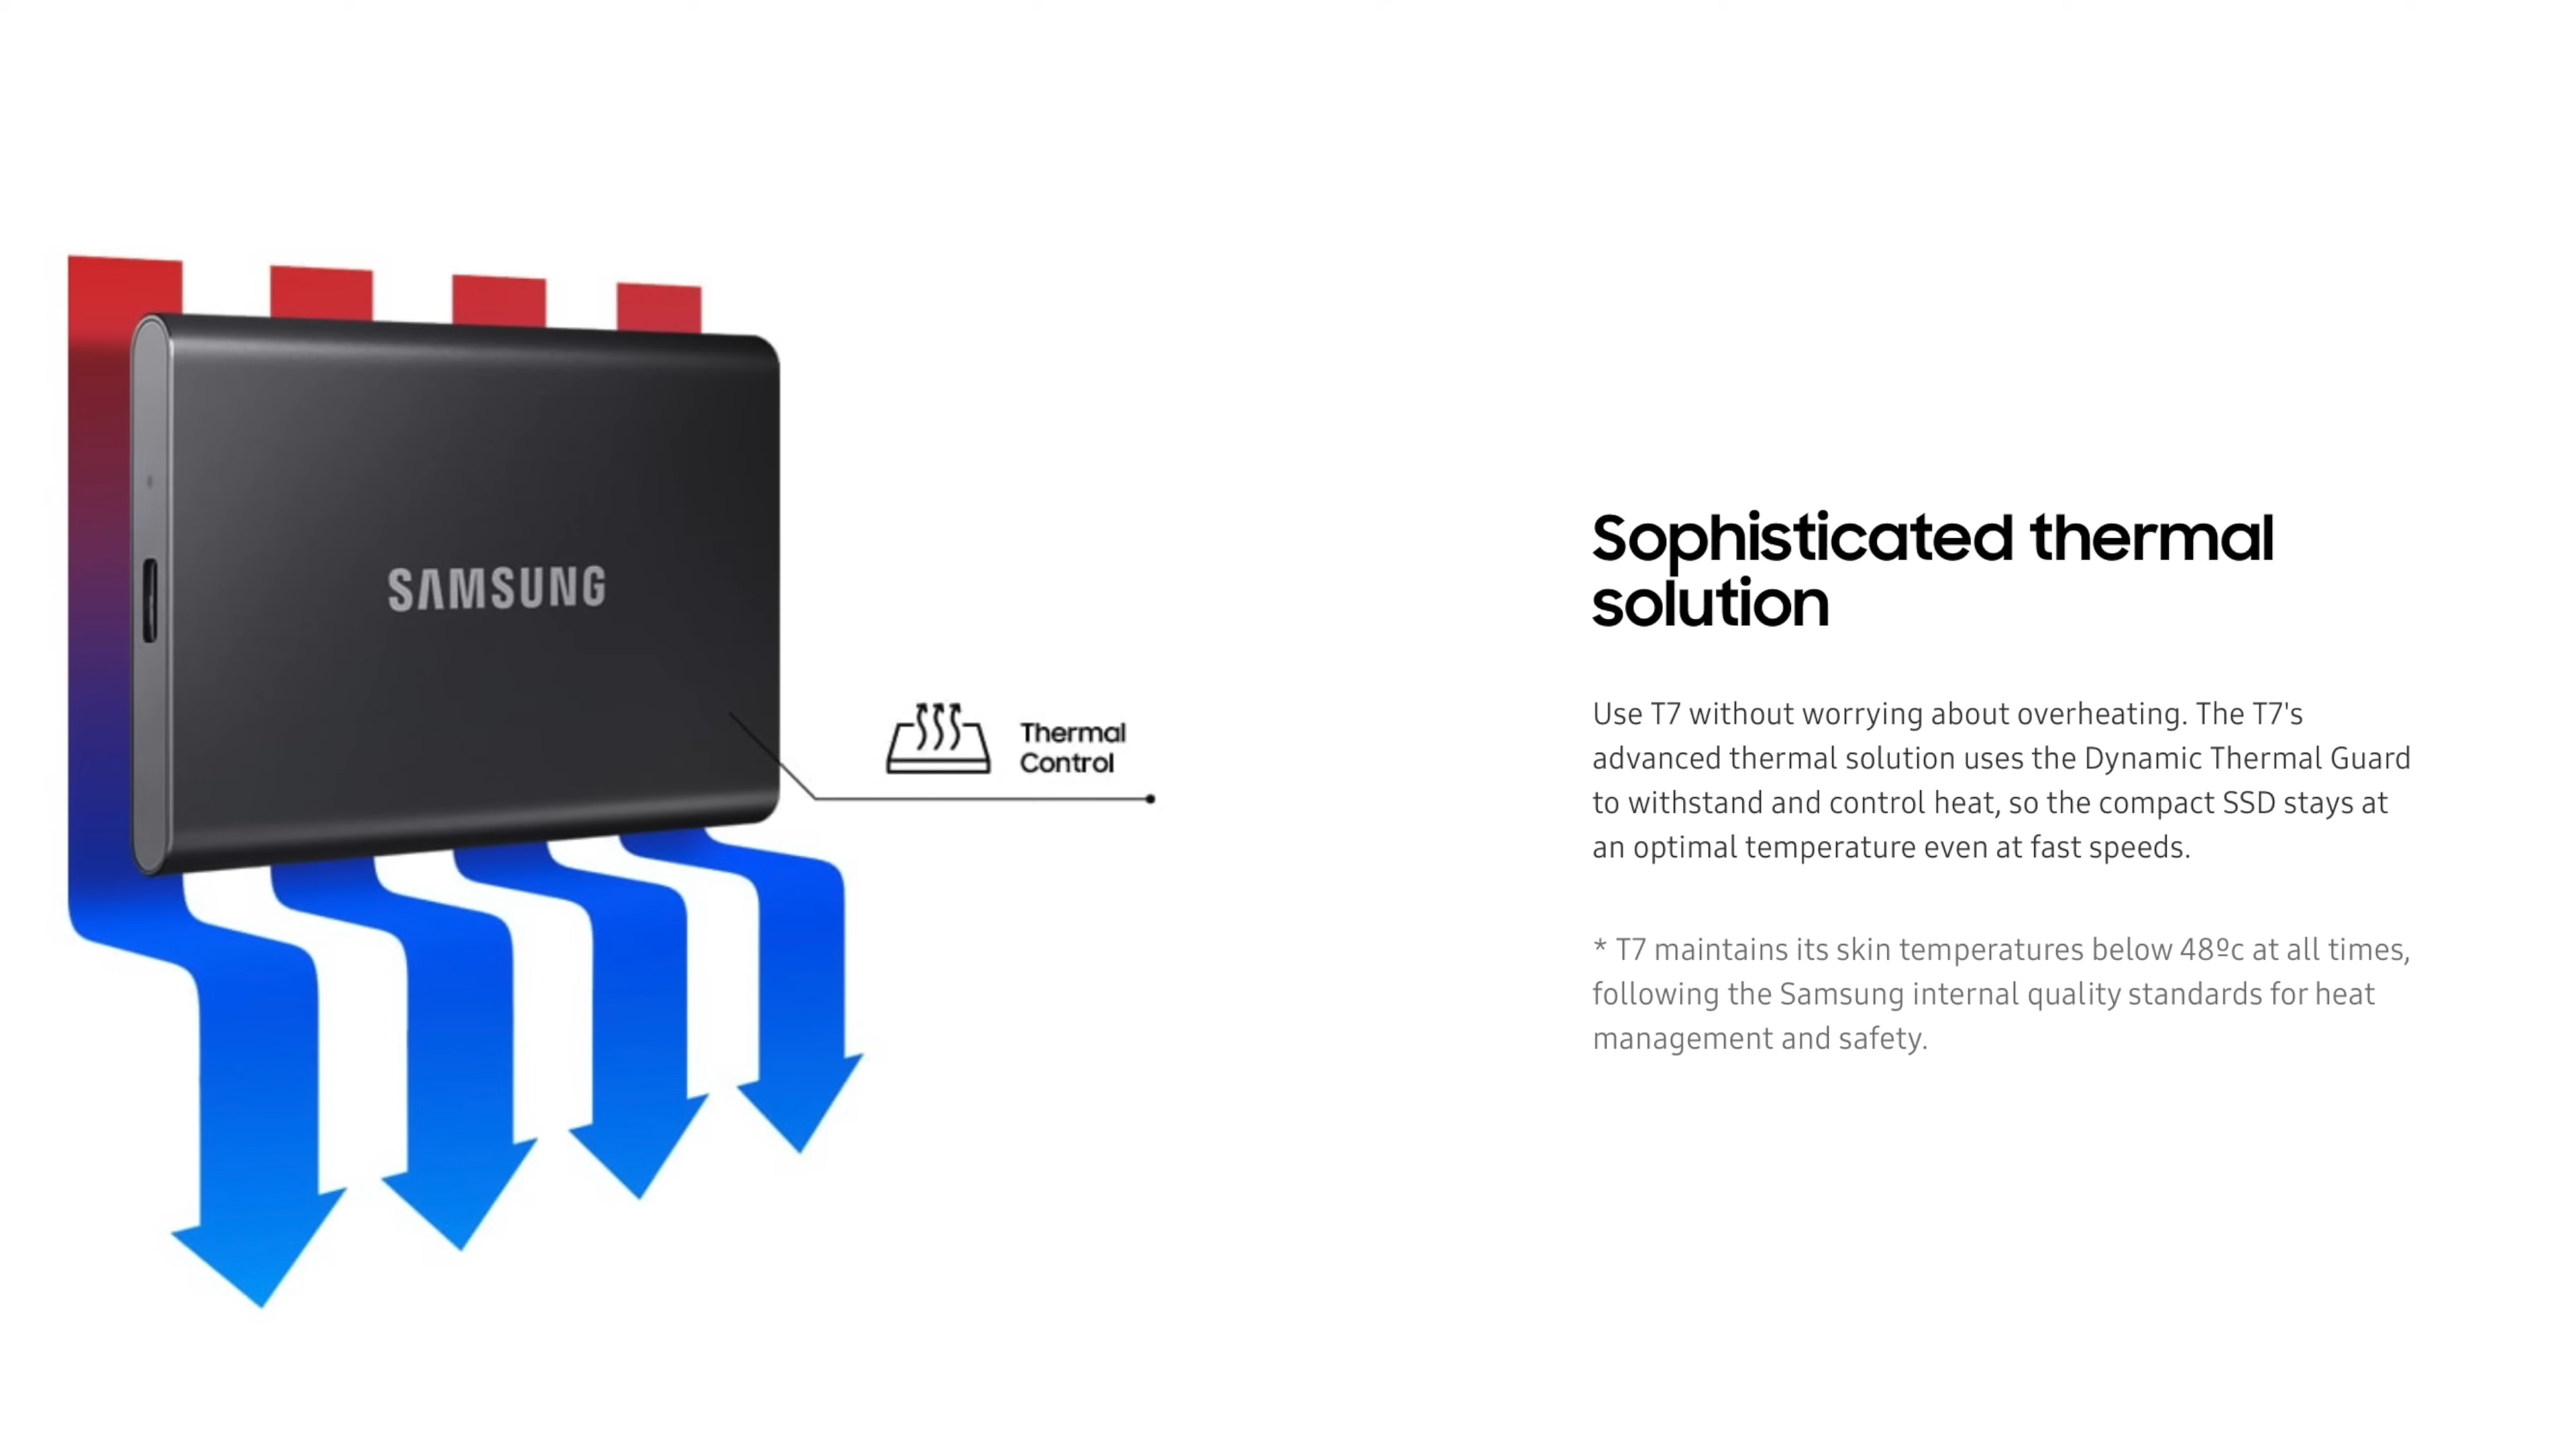 SAMSUNG
Thermal
Control
Sophisticated thermal
solution
Use T7 without worrying about overheating. The T7's
advanced thermal solution uses the Dynamic Thermal Guard
to withstand and control heat, so the compact SSD stays at
an optimal temperature even at fast speeds.
* T7 maintains its skin temperatures below 48ºc at all times,
following the Samsung internal quality standards for heat
management and safety.